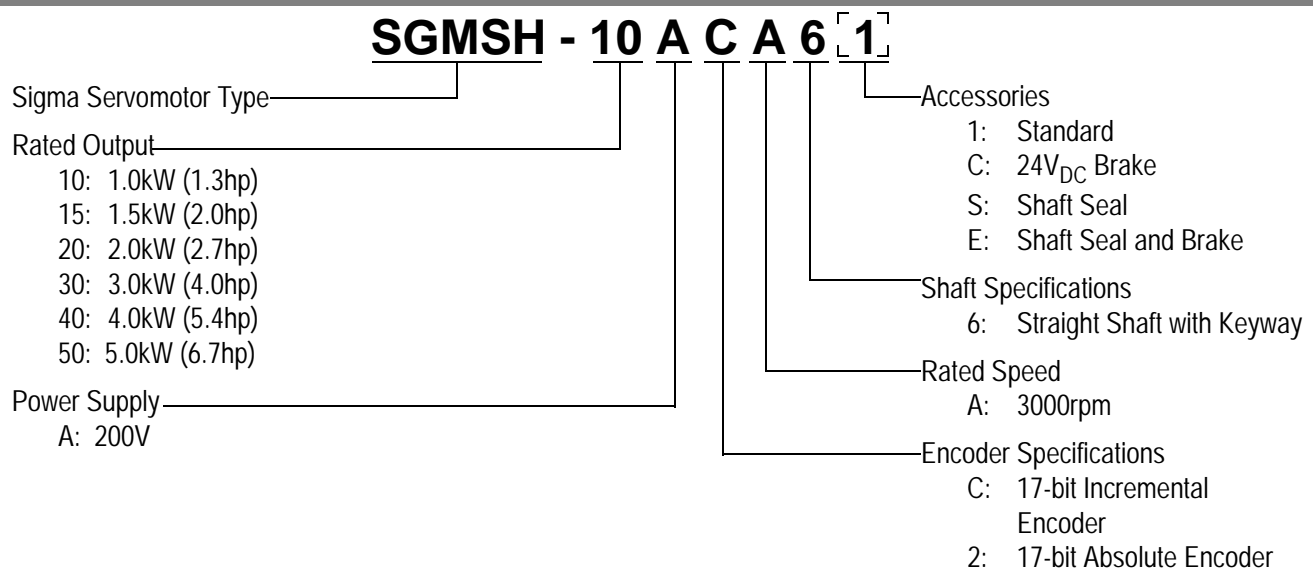 SGMSH - 10 A C A 6 1
Sigma Servomotor Type
Rated Output
10: 1.0kW (1.3hp)
15: 1.5kW (2.0hp)
20: 2.0kW (2.7hp)
30: 3.0kW (4.0hp)
40: 4.0kW (5.4hp)
50: 5.0kW (6.7hp)
Power Supply
A: 200V
Accessories
1: Standard
C: 24VDC Brake
S: Shaft Seal
E: Shaft Seal and Brake
Shaft Specifications
6: Straight Shaft with Keyway
Rated Speed
A: 3000rpm
Encoder Specifications
C: 17-bit Incremental
Encoder
2: 17-bit Absolute Encoder